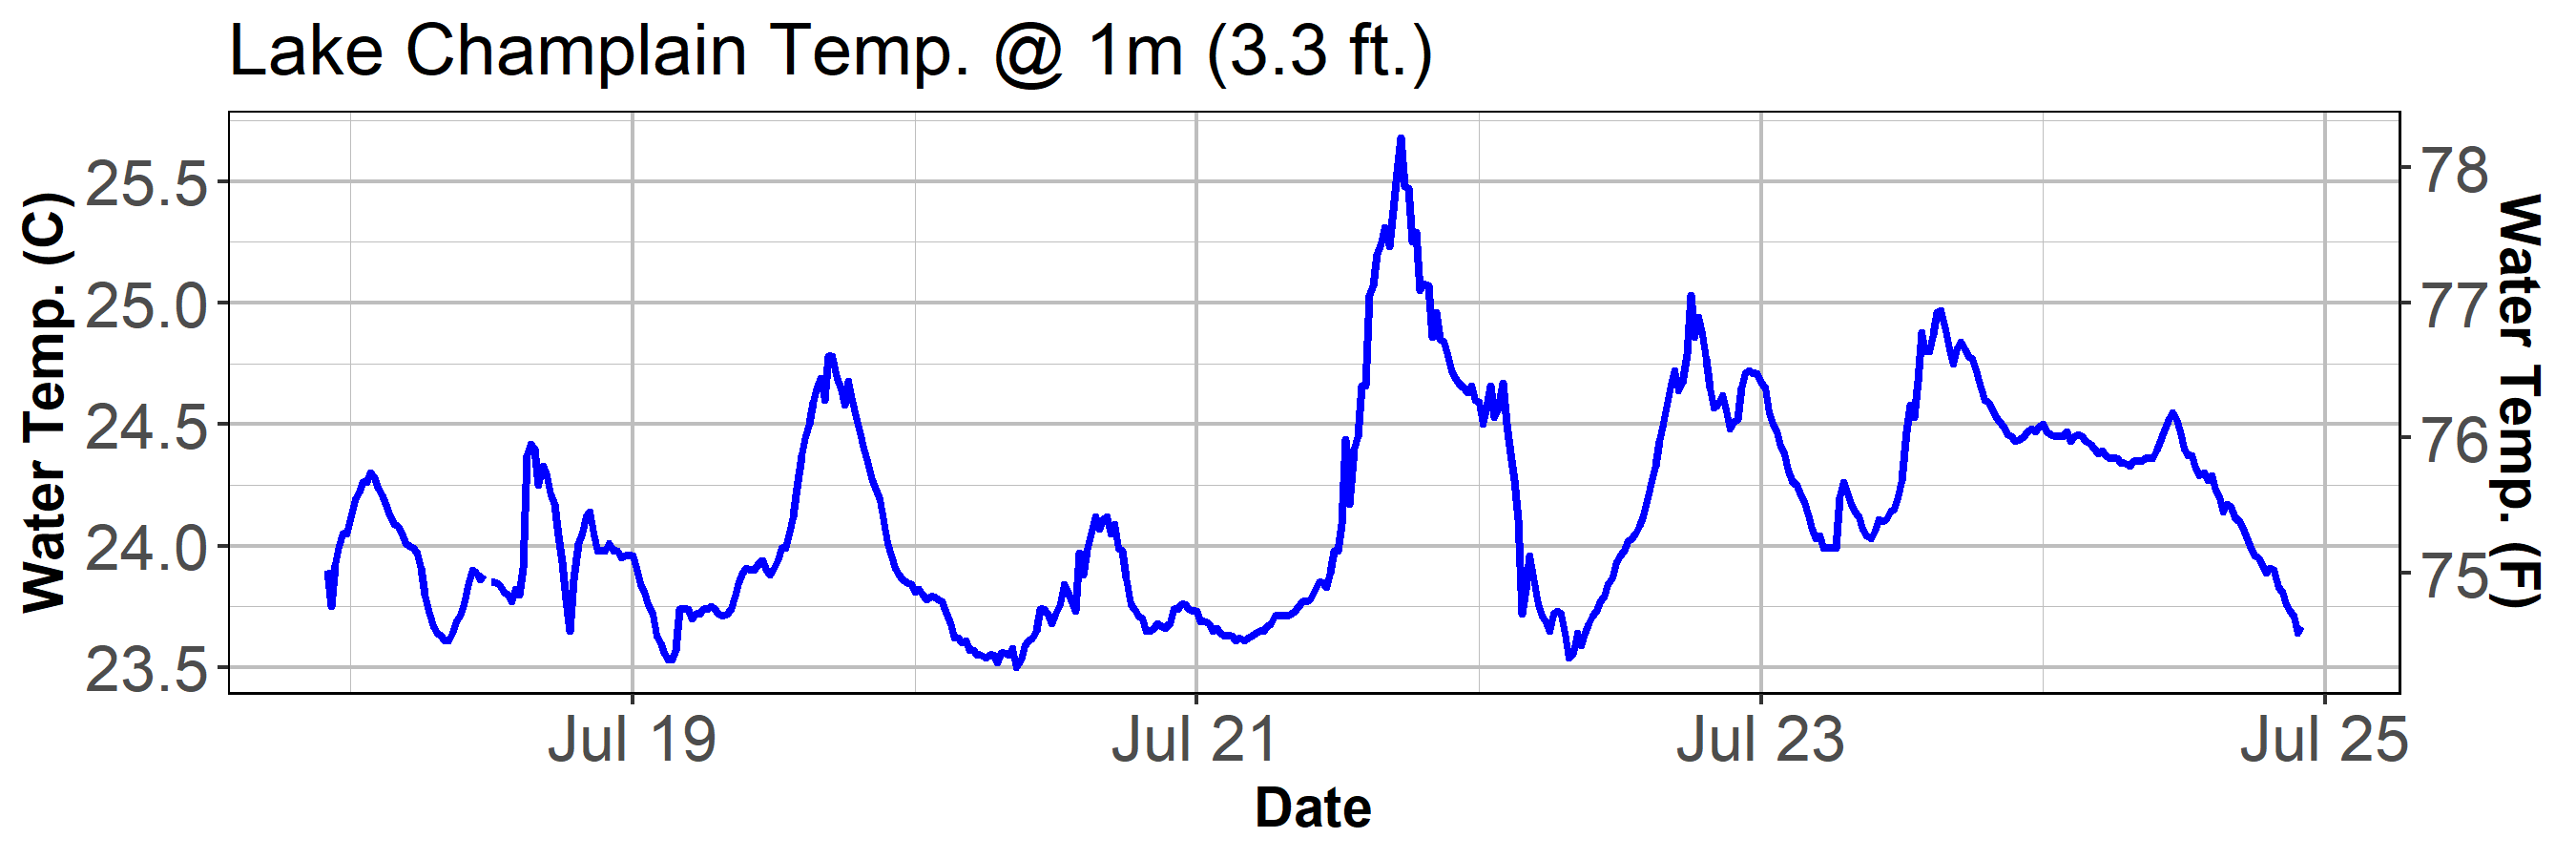 Lake Champlain Temp. @ 1m (3.3 ft.)
Water Temp. (C)
25.5
25.0
24.5
24.0
23.5
78
77
76
75
Water Temp. (F)
Jul 19
Jul 21
Jul 23
Jul 25
Date